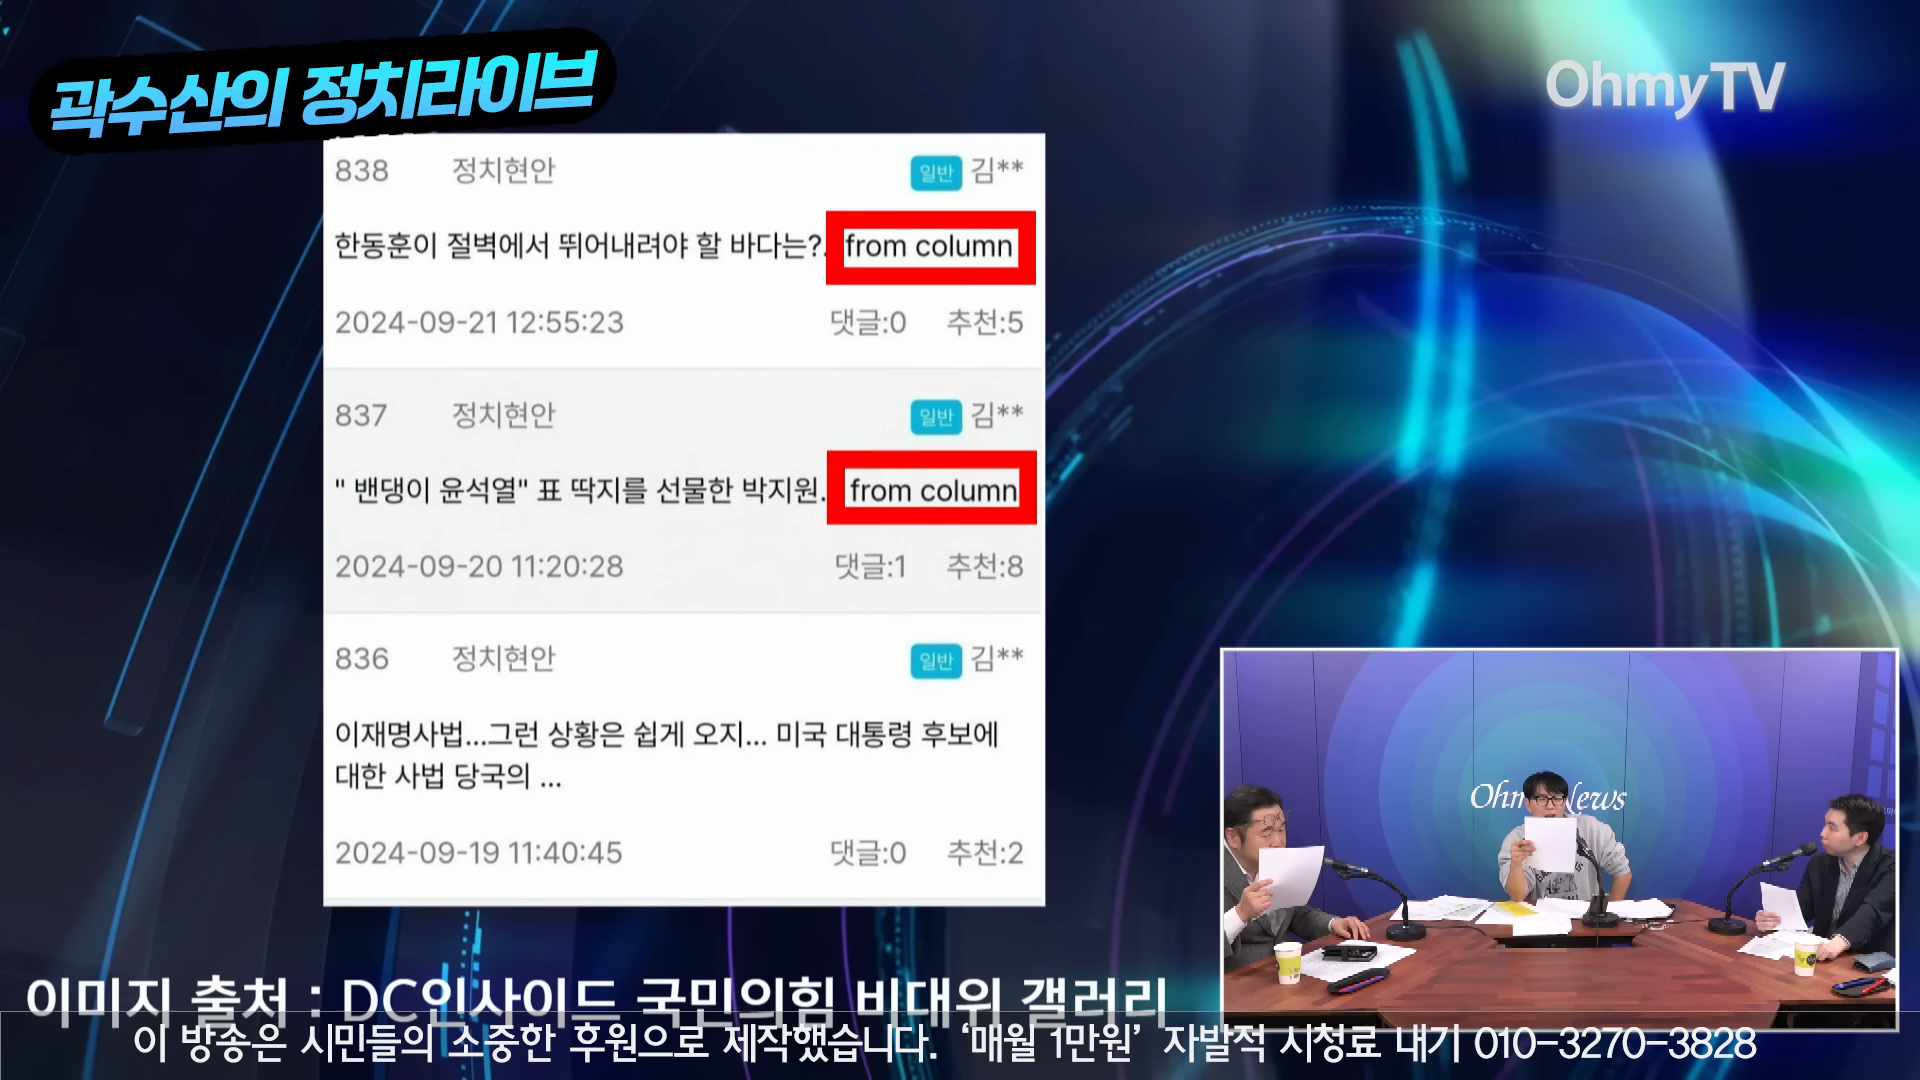 곽수산의 정치라이브
OhmyTV
838 정치현안 일반 김**
한동훈이 절벽에서 뛰어내려야 할 바다는?. from column
2024-09-21 12:55:23 댓글:0 추천:5
837 정치현안 일반 김**
" 밴댕이 윤석열" 표 딱지를 선물한 박지원. from column
2024-09-20 11:20:28 댓글:1 추천:8
836 정치현안 일반 김**
이재명사법...그런 상황은 쉽게 오지... 미국 대통령 후보에
대한 사법 당국의 ...
2024-09-19 11:40:45 댓글:0 추천:2
News
이미지 출처 : DC인사이드 국민의힘 비대위 갤러리
이 방송은 시민들의 소중한 후원으로 제작했습니다. ‘매월 1만원’ 자발적 시청료 내기 010-3270-3828